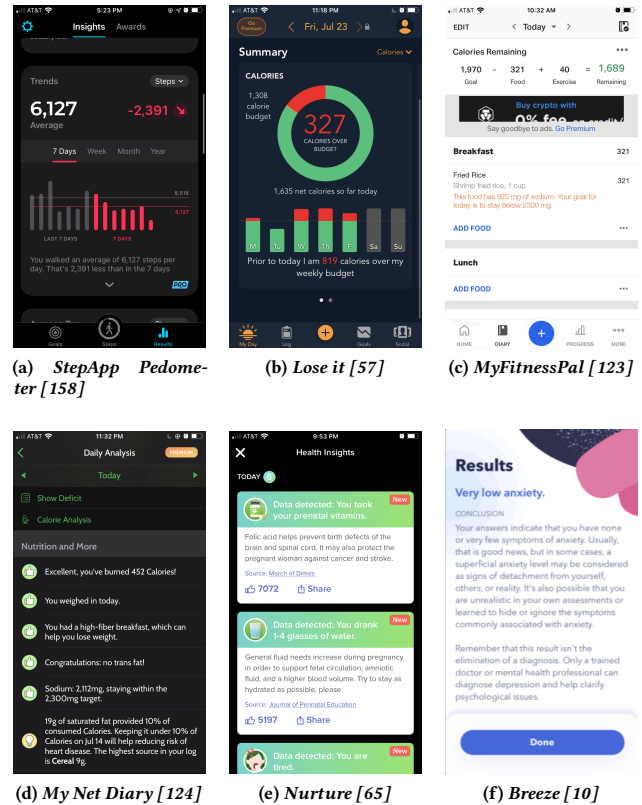 AT&T 5:23 PM
Insights Awards
Trends Steps
6,127 -2,391
Average
7 Days Week Month Year
8,518
6,127
LAST 7 DAYS 7 DAYS
You walked an average of 6,127 steps per
day. That's 2,391 less than in the 7 days
PRO
Goals Steps Results
(a) StepApp Pedome-
ter [158]
AT&T 11:18 PM
Go
Premium
Fri, Jul 23
Summary Calories
CALORIES
1,308
calorie
budget
327
CALORIES OVER
BUDGET
1,635 net calories so far today
M Tu W Th F Sa Su
Prior to today I am 819 calories over my
weekly budget
My Day Log Goals Social
(b) Lose it [57]
AT&T 10:32 AM
EDIT Today
Calories Remaining
1,970 - 321 + 40 = 1,689
Goal Food Exercise Remaining
Buy crypto with
0% fee on credit/
Say goodbye to ads. Go Premium
Breakfast 321
Fried Rice
Shrimp fried rice, 1 cup 321
This food has 925 mg of sodium. Your goal for
today is to stay below 2300 mg.
ADD FOOD
Lunch
ADD FOOD
HOME DIARY PROGRESS MORE
(c) MyFitnessPal [123]
AT&T 11:32 PM
Daily Analysis PREMIUM
Today
Show Deficit
Calorie Analysis
Nutrition and More
Excellent, you've burned 452 Calories!
You weighed in today.
You had a high-fiber breakfast, which can
help you lose weight.
Congratulations: no trans fat!
Sodium: 2,112mg, staying within the
2,300mg target.
19g of saturated fat provided 10% of
consumed Calories. Keeping it under 10% of
Calories on Jul 14 will help reducing risk of
heart disease. The highest source in your log
is Cereal 9g.
(d) My Net Diary [124]
AT&T 9:53 PM
Health Insights
TODAY 6
New
Data detected: You took
your prenatal vitamins.
Folic acid helps prevent birth defects of the
brain and spinal cord. It may also protect the
pregnant woman against cancer and stroke.
Source: March of Dimes
7072 Share
New
Data detected: You drank
1-4 glasses of water.
General fluid needs increase during pregnancy
in order to support fetal circulation, amniotic
fluid, and a higher blood volume. Try to stay as
hydrated as possible, please.
Source: Journal of Perinatal Education
5197 Share
New
Data detected: You are
tired.
(e) Nurture [65]
Results
Very low anxiety.
CONCLUSION
Your answers indicate that you have none
or very few symptoms of anxiety. Usually,
that is good news, but in some cases, a
superficial anxiety level may be considered
as signs of detachment from yourself,
others, or reality. It's also possible that you
are unrealistic in your own assessments or
learned to hide or ignore the symptoms
commonly associated with anxiety.
Remember that this result isn't the
elimination of a diagnosis. Only a trained
doctor or mental health professional can
diagnose depression and help clarify
psychological issues.
Done
(f) Breeze [10]